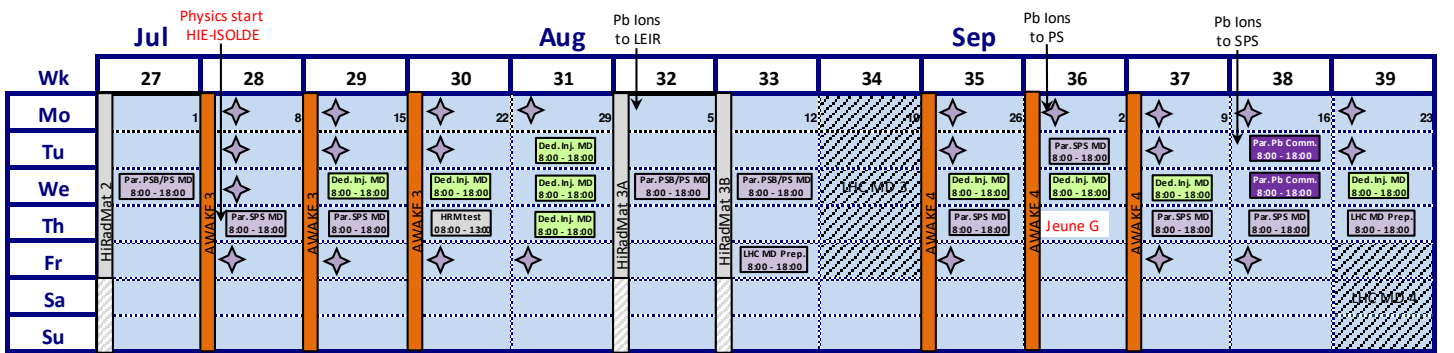 Physics start
HIE-ISOLDE
Pb Ions
to LEIR
Pb Ions
to PS
Pb Ions
to SPS
Jul
Aug
Sep
Wk 27 28 29 30 31 32 33 34 35 36 37 38 39
Mo 1 8 15 22 29 5 12 19 26 2 9 16 23
Tu
Ded. Inj. MD
8:00 - 18:00
Par. SPS MD
8:00 - 18:00
Par. Pb Comm.
8:00 - 18:00
We
Par. PSB/PS MD
8:00 - 18:00
Ded. Inj. MD
8:00 - 18:00
Ded. Inj. MD
8:00 - 18:00
Ded. Inj. MD
8:00 - 18:00
Par. PSB/PS MD
8:00 - 18:00
Par. PSB/PS MD
8:00 - 18:00
LHC MD 3
Ded. Inj. MD
8:00 - 18:00
Ded. Inj. MD
8:00 - 18:00
Ded. Inj. MD
8:00 - 18:00
Par. Pb Comm.
8:00 - 18:00
Ded. Inj. MD
8:00 - 18:00
Th
Par. SPS MD
8:00 - 18:00
Par. SPS MD
8:00 - 18:00
HRMtest
08:00 - 13:00
Ded. Inj. MD
8:00 - 18:00
Par. SPS MD
8:00 - 18:00
Jeune G
Par. SPS MD
8:00 - 18:00
Par. SPS MD
8:00 - 18:00
LHC MD Prep.
8:00 - 18:00
Fr
LHC MD Prep.
8:00 - 18:00
Sa
LHC MD 4
Su
HiRadMat 2
AWAKE 3
AWAKE 3
AWAKE 3
HiRadMat 3A
HiRadMat 3B
AWAKE 4
AWAKE 4
AWAKE 4